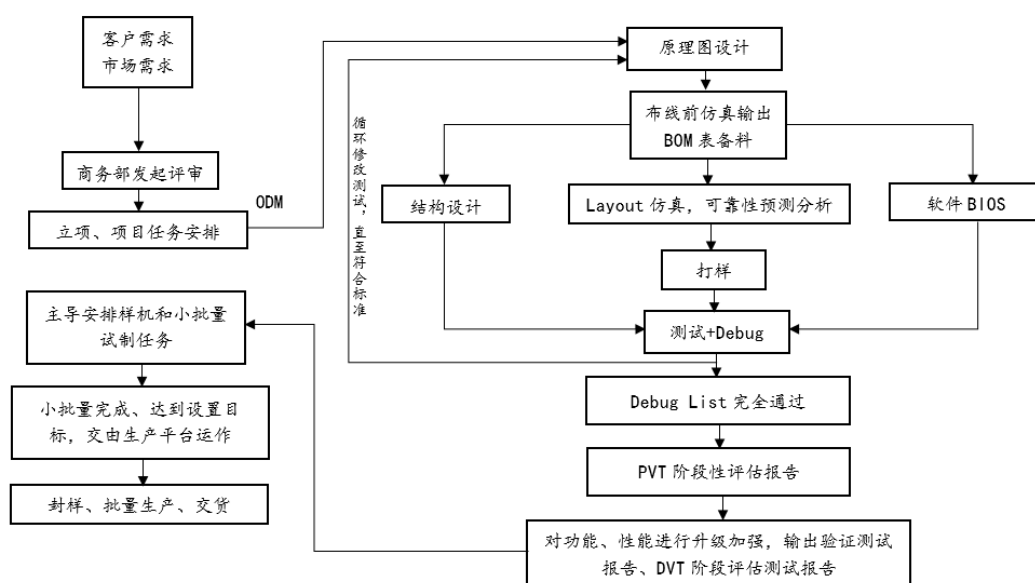 客户需求
市场需求
商务部发起评审
立项、项目任务安排
ODM
原理图设计
布线前仿真输出
BOM 表备料
循环修改测试，直至符合标准
结构设计
Layout 仿真，可靠性预测分析
软件 BIOS
打样
测试+Debug
Debug List 完全通过
PVT 阶段性评估报告
对功能、性能进行升级加强，输出验证测试
报告、DVT 阶段评估测试报告
主导安排样机和小批量
试制任务
小批量完成、达到设置目
标，交由生产平台运作
封样、批量生产、交货